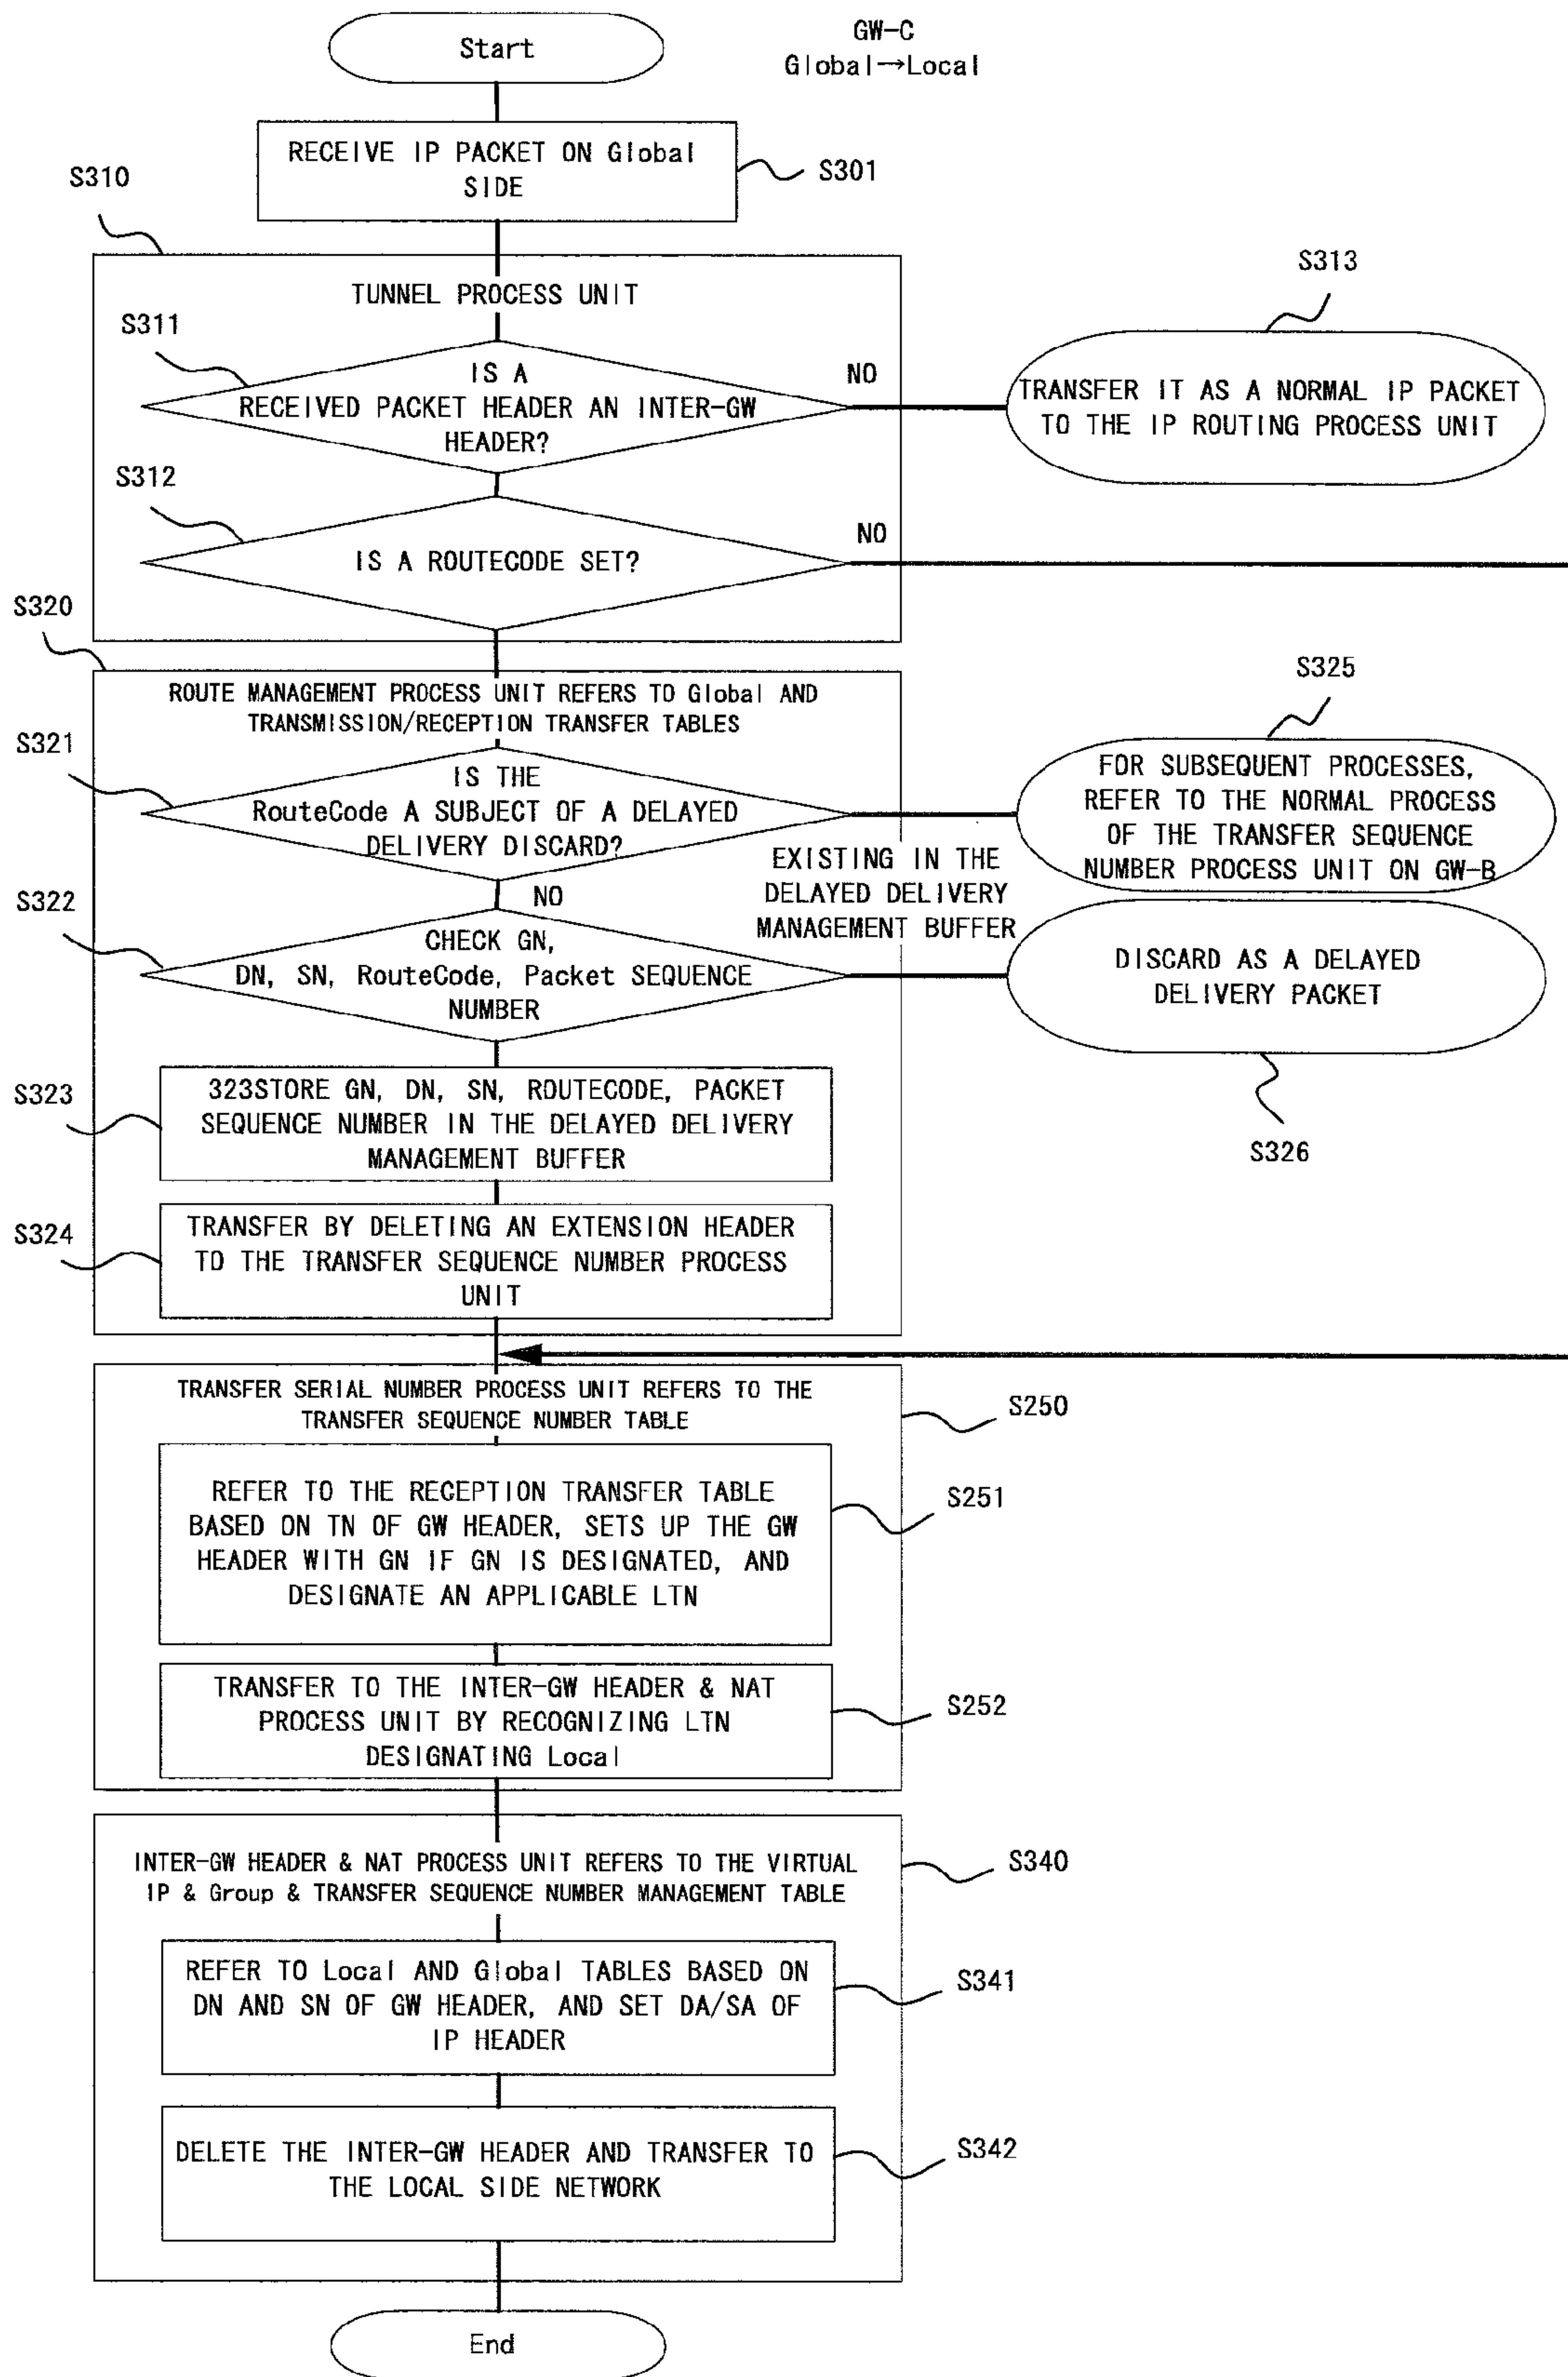 Start
GW-C
Global→Local
RECEIVE IP PACKET ON Global
SIDE
S301
S310
TUNNEL PROCESS UNIT
S311
IS A
RECEIVED PACKET HEADER AN INTER-GW
HEADER?
NO
S313
TRANSFER IT AS A NORMAL IP PACKET
TO THE IP ROUTING PROCESS UNIT
S312
IS A ROUTECODE SET?
NO
S320
ROUTE MANAGEMENT PROCESS UNIT REFERS TO Global AND
TRANSMISSION/RECEPTION TRANSFER TABLES
S321
IS THE
RouteCode A SUBJECT OF A DELAYED
DELIVERY DISCARD?
NO
S325
FOR SUBSEQUENT PROCESSES,
REFER TO THE NORMAL PROCESS
OF THE TRANSFER SEQUENCE
NUMBER PROCESS UNIT ON GW-B
EXISTING IN THE
DELAYED DELIVERY
MANAGEMENT BUFFER
S322
CHECK GN,
DN, SN, RouteCode, Packet SEQUENCE
NUMBER
DISCARD AS A DELAYED
DELIVERY PACKET
S326
S323
323STORE GN, DN, SN, ROUTECODE, PACKET
SEQUENCE NUMBER IN THE DELAYED DELIVERY
MANAGEMENT BUFFER
S324
TRANSFER BY DELETING AN EXTENSION HEADER
TO THE TRANSFER SEQUENCE NUMBER PROCESS
UNIT
TRANSFER SERIAL NUMBER PROCESS UNIT REFERS TO THE
TRANSFER SEQUENCE NUMBER TABLE
S250
REFER TO THE RECEPTION TRANSFER TABLE
BASED ON TN OF GW HEADER, SETS UP THE GW
HEADER WITH GN IF GN IS DESIGNATED, AND
DESIGNATE AN APPLICABLE LTN
S251
TRANSFER TO THE INTER-GW HEADER & NAT
PROCESS UNIT BY RECOGNIZING LTN
DESIGNATING Local
S252
INTER-GW HEADER & NAT PROCESS UNIT REFERS TO THE VIRTUAL
IP & Group & TRANSFER SEQUENCE NUMBER MANAGEMENT TABLE
S340
REFER TO Local AND Global TABLES BASED ON
DN AND SN OF GW HEADER, AND SET DA/SA OF
IP HEADER
S341
DELETE THE INTER-GW HEADER AND TRANSFER TO
THE LOCAL SIDE NETWORK
S342
End